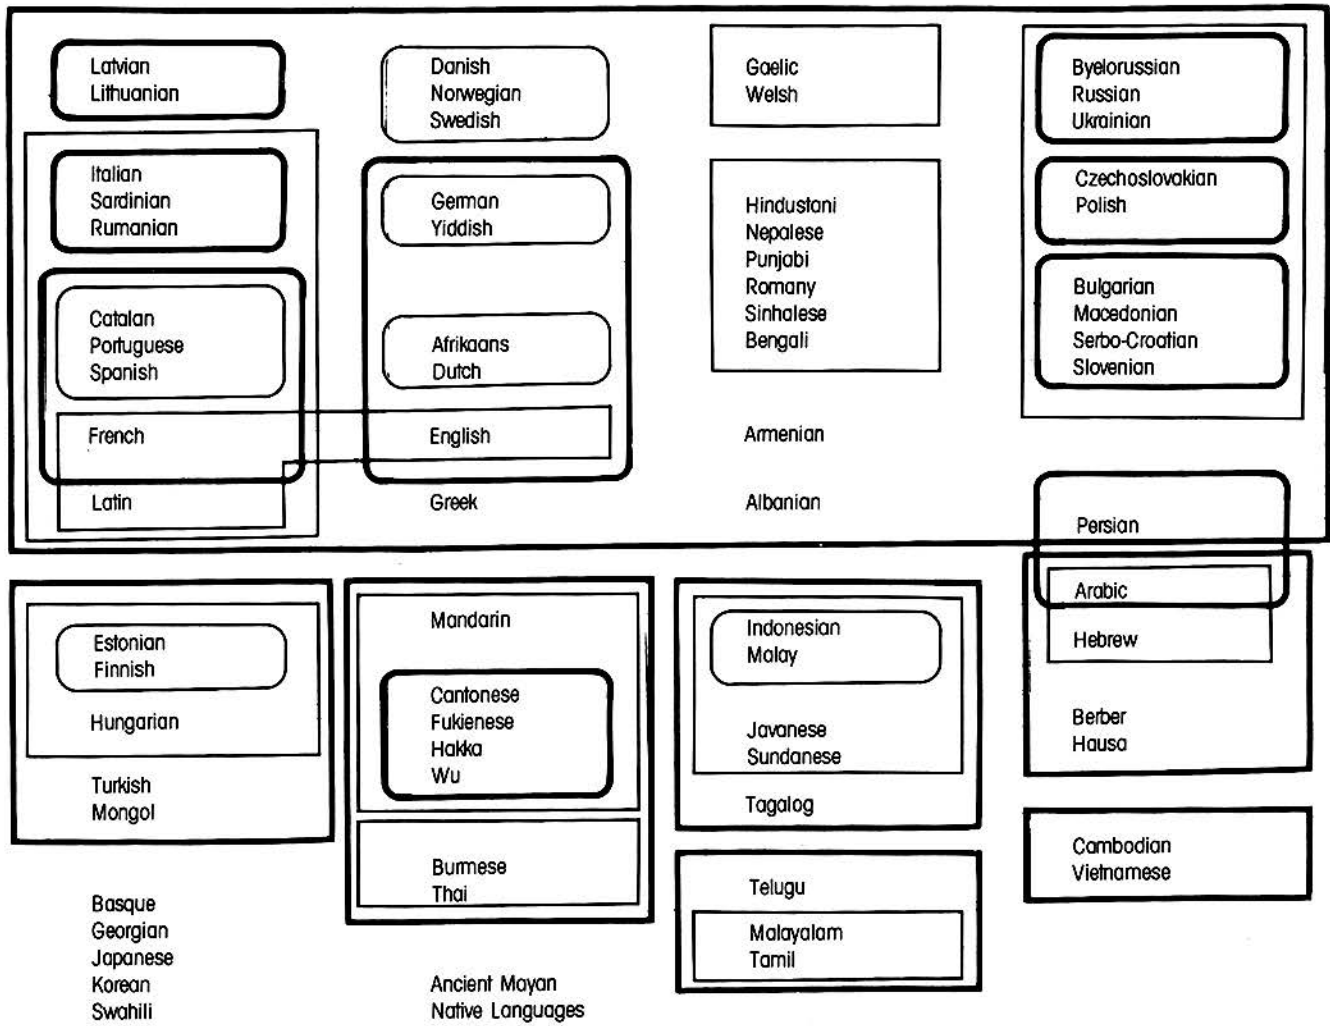 Latvian
Lithuanian
Italian
Sardinian
Rumanian
Catalan
Portuguese
Spanish
French
Latin
Danish
Norwegian
Swedish
German
Yiddish
Afrikaans
Dutch
English
Greek
Gaelic
Welsh
Hindustani
Nepalese
Punjabi
Romany
Sinhalese
Bengali
Armenian
Albanian
Byelorussian
Russian
Ukrainian
Czechoslovakian
Polish
Bulgarian
Macedonian
Serbo-Croatian
Slovenian
Persian
Arabic
Hebrew
Berber
Hausa
Estonian
Finnish
Hungarian
Turkish
Mongol
Mandarin
Cantonese
Fukienese
Hakka
Wu
Burmese
Thai
Indonesian
Malay
Javanese
Sundanese
Tagalog
Telugu
Malayalam
Tamil
Cambodian
Vietnamese
Basque
Georgian
Japanese
Korean
Swahili
Ancient Mayan
Native Languages